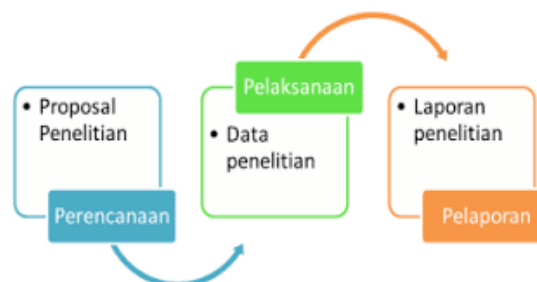 • Proposal
Penelitian
Perencanaan
Pelaksanaan
• Data
penelitian
• Laporan
penelitian
Pelaporan